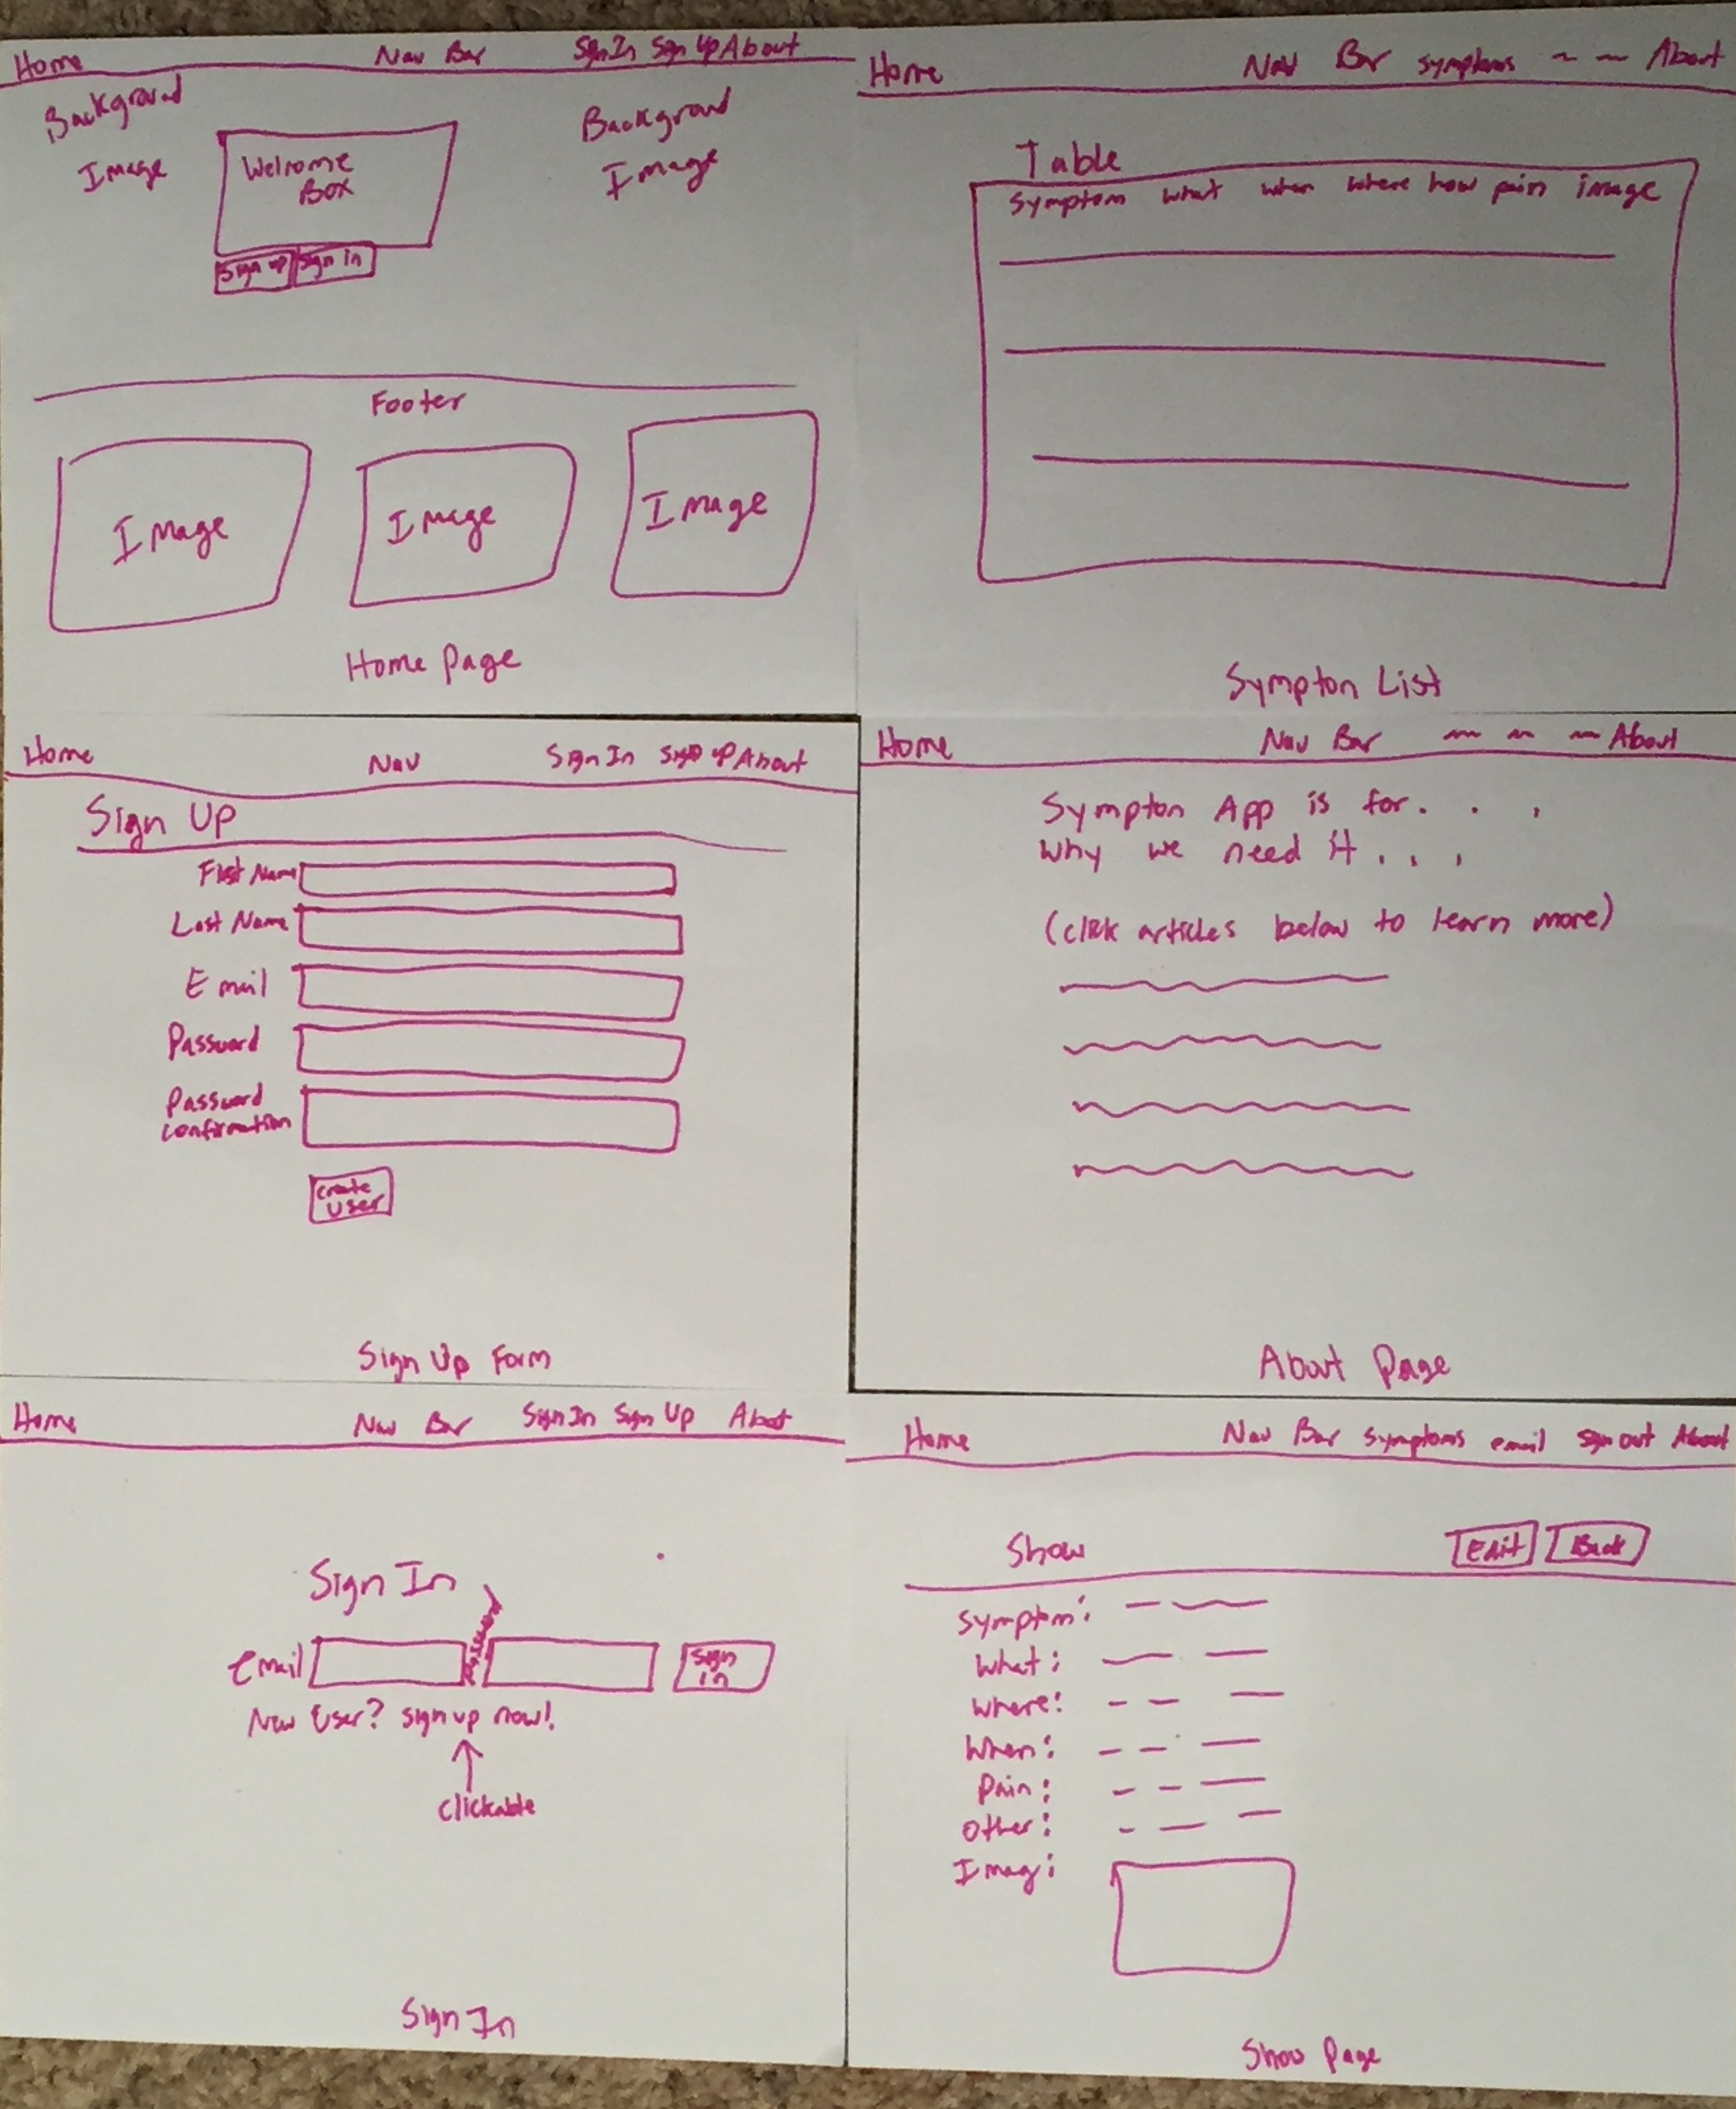 Home Nav Bar Sign In Sign Up About
Background
Image
Welcome
Box
Background
Image
Sign up Sign in
Footer
Image Image Image
Home Page
Home Nav Bar Symptoms About
Table
Symptom what when where how pain image
Sympton List
Home Nav Sign In Sign up About
Sign Up
First Name
Last Name
Email
Password
Password
confirmation
create
user
Sign Up Form
Home Nav Bar About
Sympton App is for. . .
Why we need it . . .
(click articles below to learn more)
About Page
Home Nav Bar Sign In Sign Up About
Sign In
Email
Sign
in
New User? sign up now!
Clickable
Sign In
Home Nav Bar Symptoms email sign out About
Show Edit Back
Symptom:
What:
Where:
When:
Pain:
Other:
Imag:
Show Page